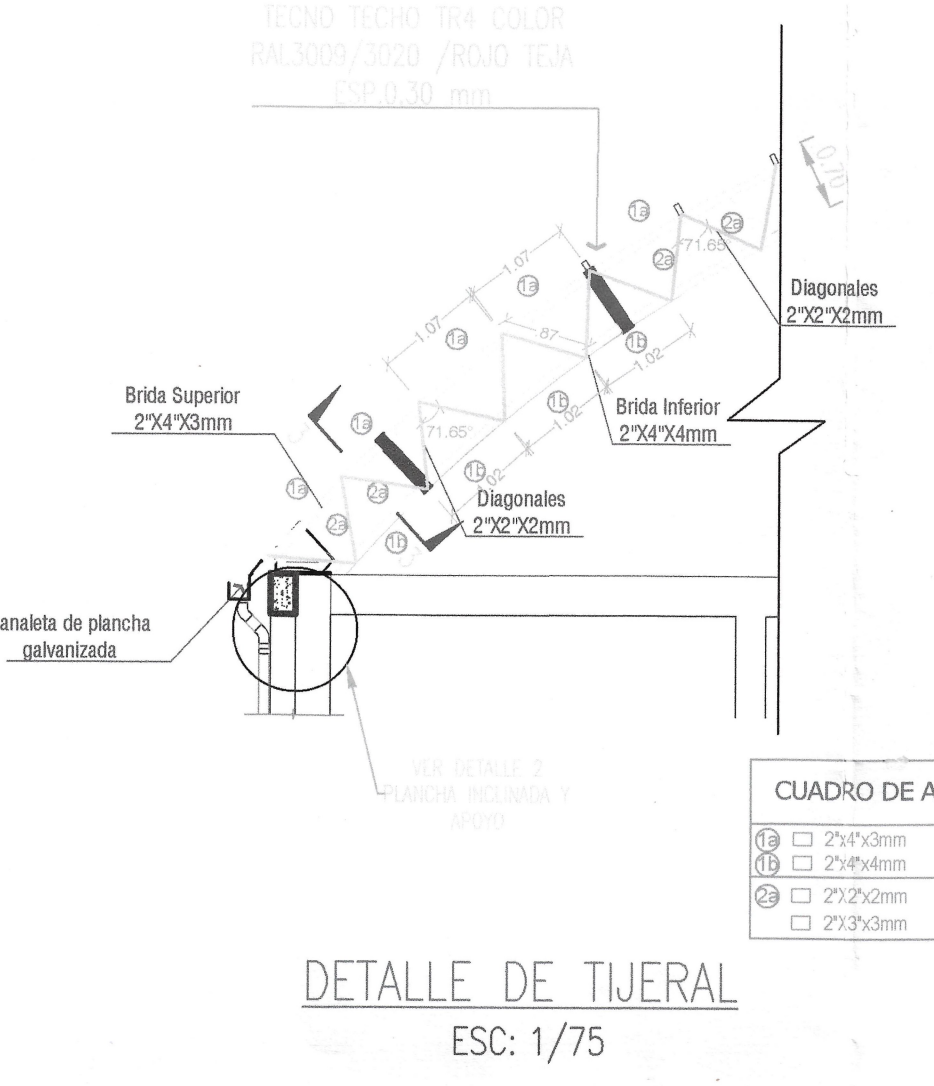 TECNO TECHO TR4 COLOR
RAL3009/3020 /ROJO TEJA
ESP.0.30 mm
0.70
1a
2a
71.65°
2a
1.07
1a
Diagonales
2"X2"X2mm
1.07
1a
.87
1b
1.02
Brida Superior
2"X4"X3mm
1a
71.65°
1b
1.02
Brida Inferior
2"X4"X4mm
1b
1.02
1a
2a
2a
1b
Diagonales
2"X2"X2mm
analeta de plancha
galvanizada
VER DETALLE 2
PLANCHA INCLINADA Y
APOYO
CUADRO DE A
1a 2"x4"x3mm
1b 2"x4"x4mm
2a 2"X2"x2mm
2"X3"x3mm
DETALLE DE TIJERAL
ESC: 1/75